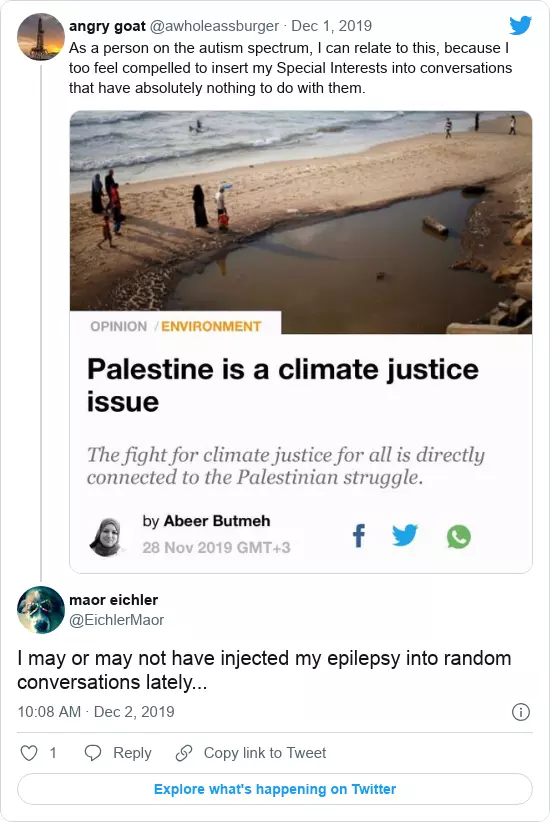 angry goat @awholeassburger · Dec 1, 2019
As a person on the autism spectrum, I can relate to this, because I
too feel compelled to insert my Special Interests into conversations
that have absolutely nothing to do with them.
OPINION / ENVIRONMENT
Palestine is a climate justice
issue
The fight for climate justice for all is directly
connected to the Palestinian struggle.
by Abeer Butmeh
28 Nov 2019 GMT+3
maor eichler
@EichlerMaor
I may or may not have injected my epilepsy into random
conversations lately...
10:08 AM · Dec 2, 2019
1 Reply Copy link to Tweet
Explore what's happening on Twitter